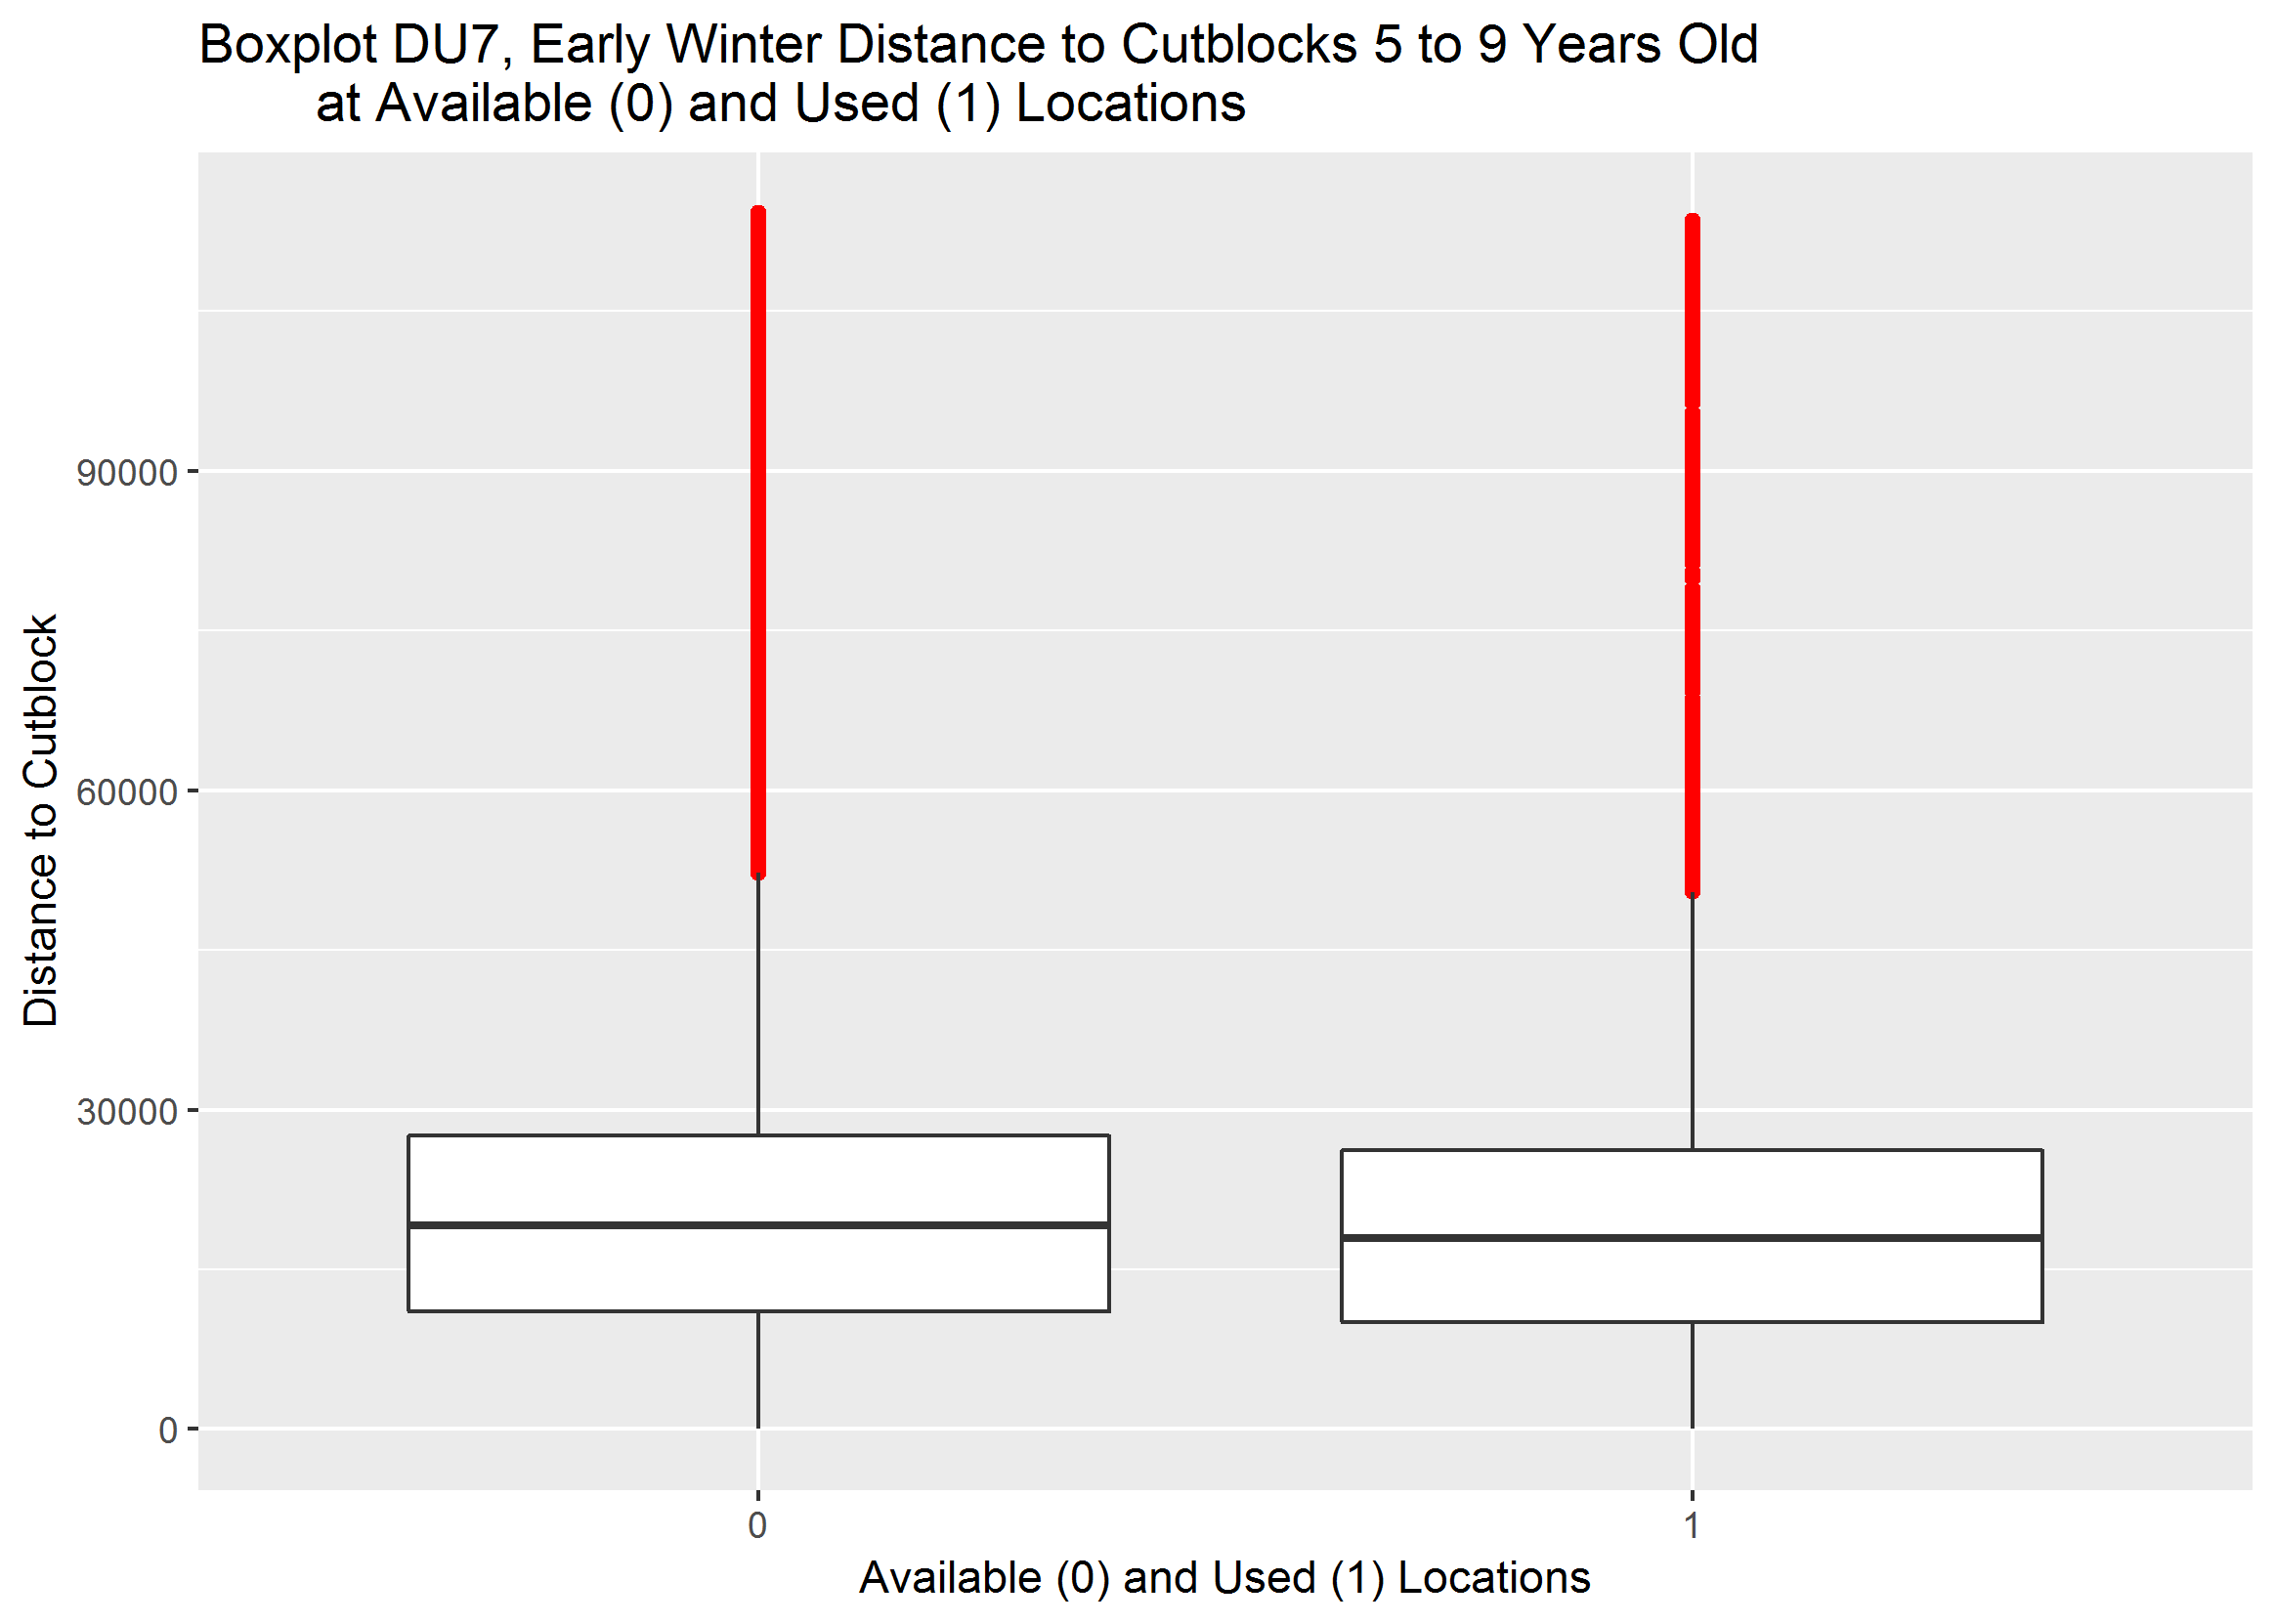 Boxplot DU7, Early Winter Distance to Cutblocks 5 to 9 Years Old
at Available (0) and Used (1) Locations
Distance to Cutblock
90000
60000
30000
0
0 1
Available (0) and Used (1) Locations